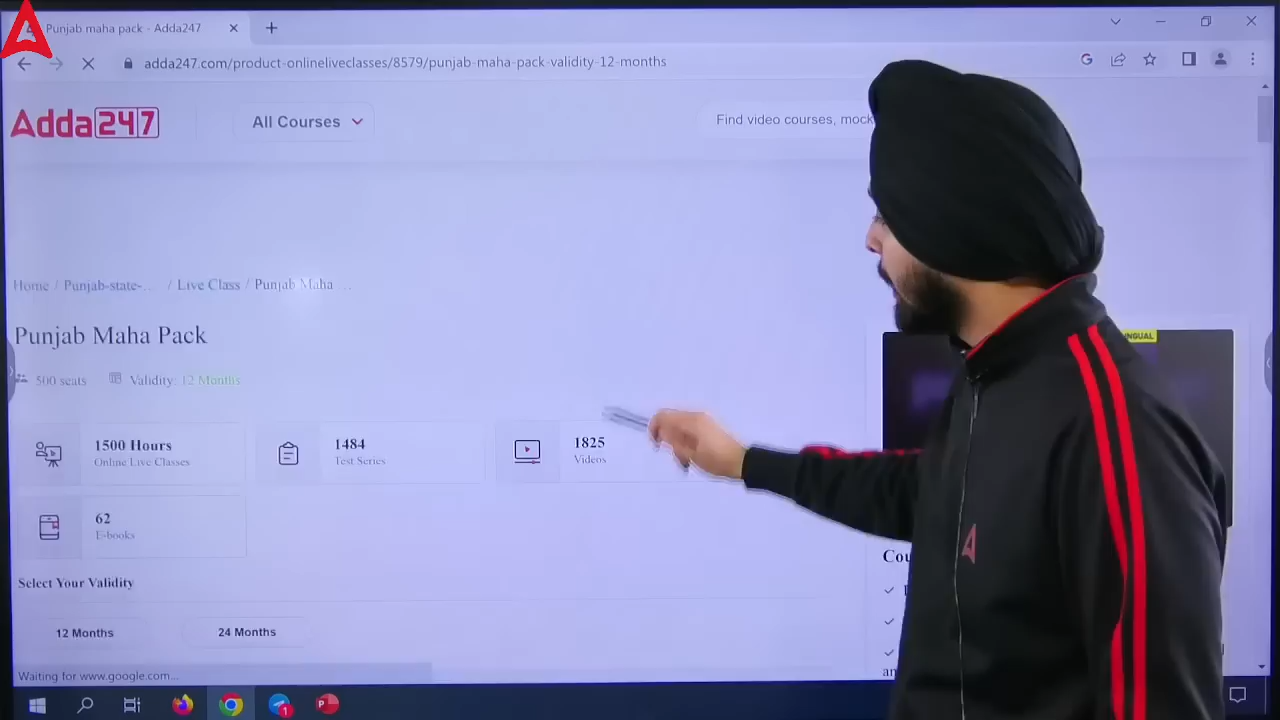 Punjab maha pack - Adda247
adda247.com/product-onlineliveclasses/8579/punjab-maha-pack-validity-12-months
Adda247
All Courses
Find video courses, mock
Home / Punjab-state-... / Live Class / Punjab Maha ...
Punjab Maha Pack
500 seats
Validity: 12 Months
1500 Hours
Online Live Classes
1484
Test Series
1825
Videos
62
E-books
Select Your Validity
12 Months
24 Months
Waiting for www.google.com...
1